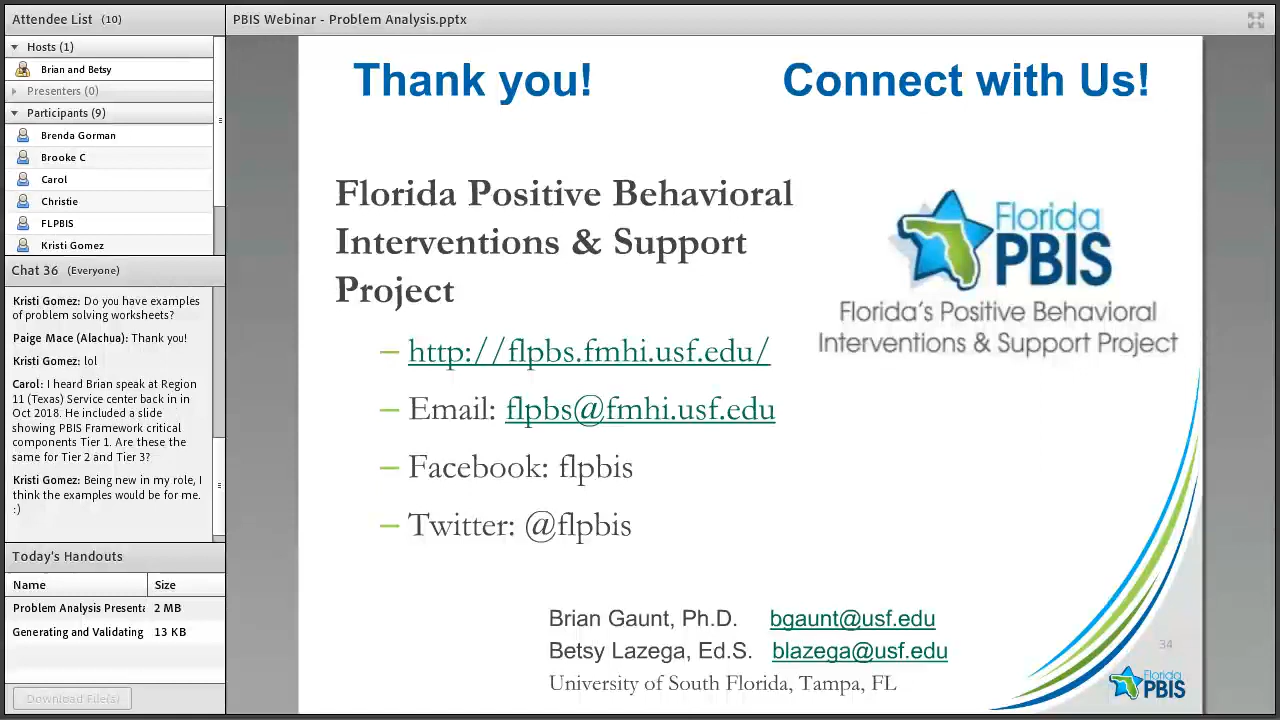 Attendee List (10)
Hosts (1)
Brian and Betsy
Presenters (0)
Participants (9)
Brenda Gorman
Brooke C
Carol
Christie
FLPBIS
Kristi Gomez
Chat 36 (Everyone)
Kristi Gomez: Do you have examples
of problem solving worksheets?
Paige Mace (Alachua): Thank you!
Kristi Gomez: lol
Carol: I heard Brian speak at Region
11 (Texas) Service center back in in
Oct 2018. He included a slide
showing PBIS Framework critical
components Tier 1. Are these the
same for Tier 2 and Tier 3?
Kristi Gomez: Being new in my role, I
think the examples would be for me.
:)
Today's Handouts
Name Size
Problem Analysis Presenta 2 MB
Generating and Validating 13 KB
Download File(s)
PBIS Webinar - Problem Analysis.pptx
Thank you! Connect with Us!
Florida Positive Behavioral
Interventions & Support
Project
– http://flpbs.fmhi.usf.edu/
– Email: flpbs@fmhi.usf.edu
– Facebook: flpbis
– Twitter: @flpbis
Florida
PBIS
Florida's Positive Behavioral
Interventions & Support Project
Brian Gaunt, Ph.D. bgaunt@usf.edu
Betsy Lazega, Ed.S. blazega@usf.edu
University of South Florida, Tampa, FL
34
Florida
PBIS